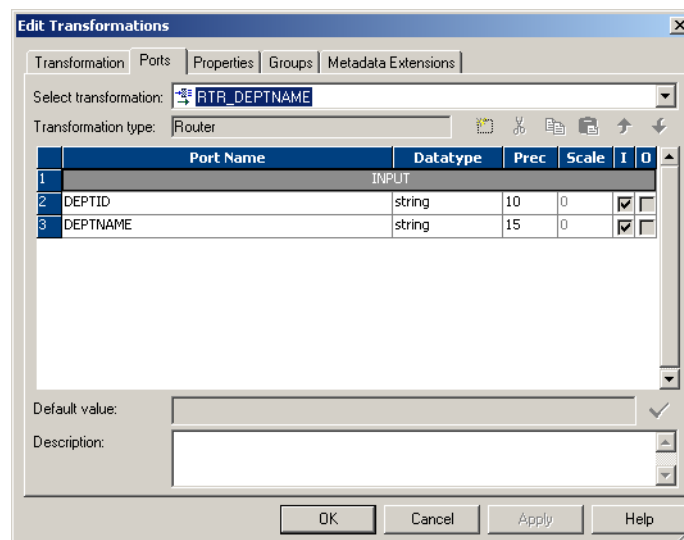 Edit Transformations
Transformation Ports Properties Groups Metadata Extensions
Select transformation: RTR_DEPTNAME
Transformation type: Router
Port Name Datatype Prec Scale I O
1 INPUT
2 DEPTID string 10 0
3 DEPTNAME string 15 0
Default value:
Description:
OK Cancel Apply Help